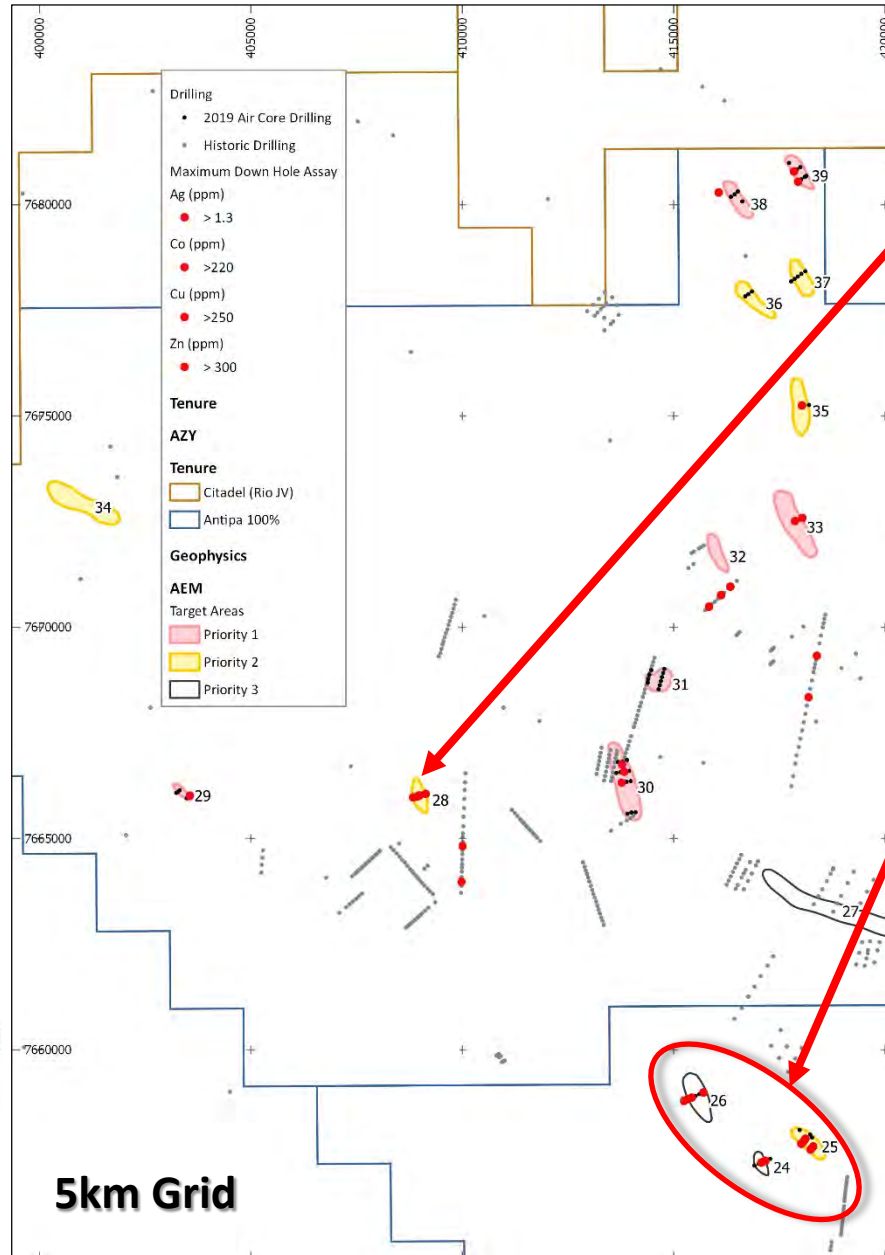 400000
405000
410000
415000
Drilling
2019 Air Core Drilling
Historic Drilling
Maximum Down Hole Assay
Ag (ppm)
> 1.3
Co (ppm)
>220
Cu (ppm)
>250
Zn (ppm)
> 300
Tenure
AZY
Tenure
Citadel (Rio JV)
Antipa 100%
Geophysics
AEM
Target Areas
Priority 1
Priority 2
Priority 3
7680000
39
38
37
36
7675000
35
34
33
32
7670000
31
30
29
28
7665000
27
7660000
26
25
24
5km Grid